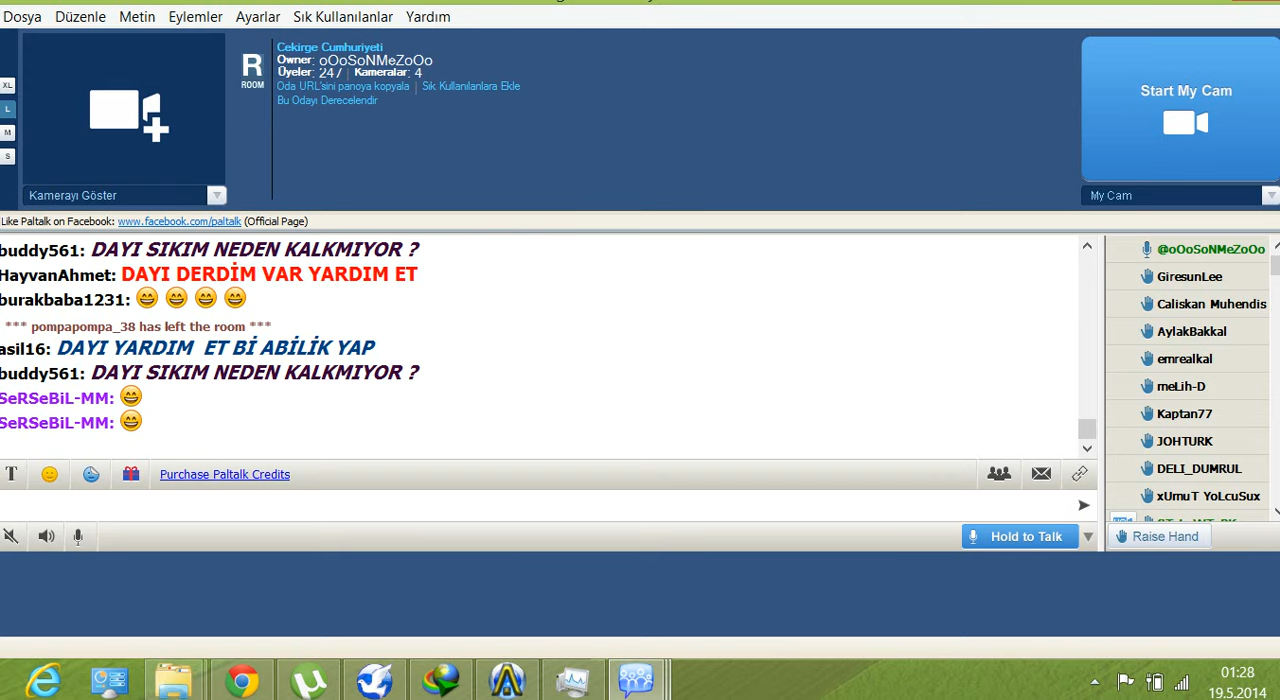 Dosya Düzenle Metin Eylemler Ayarlar Sık Kullanılanlar Yardım
XL
L
M
S
Kamerayı Göster
R
ROOM
Cekirge Cumhuriyeti
Owner: oOoSoNMeZoOo
Üyeler: 247 | Kameralar: 4
Oda URL'sini panoya kopyala | Sık Kullanılanlara Ekle
Bu Odayı Derecelendir
Start My Cam
My Cam
Like Paltalk on Facebook: www.facebook.com/paltalk (Official Page)
buddy561: DAYI SIKIM NEDEN KALKMIYOR ?
HayvanAhmet: DAYI DERDİM VAR YARDIM ET
burakbaba1231:
*** pompapompa_38 has left the room ***
asil16: DAYI YARDIM ET Bİ ABİLİK YAP
buddy561: DAYI SIKIM NEDEN KALKMIYOR ?
SeRSeBiL-MM:
SeRSeBiL-MM:
@oOoSoNMeZoOo
GiresunLee
Caliskan Muhendis
AylakBakkal
emrealkal
meLih-D
Kaptan77
JOHTURK
DELI_DUMRUL
xUmuT YoLcuSux
T Purchase Paltalk Credits
Hold to Talk
Raise Hand
01:28
19.5.2014